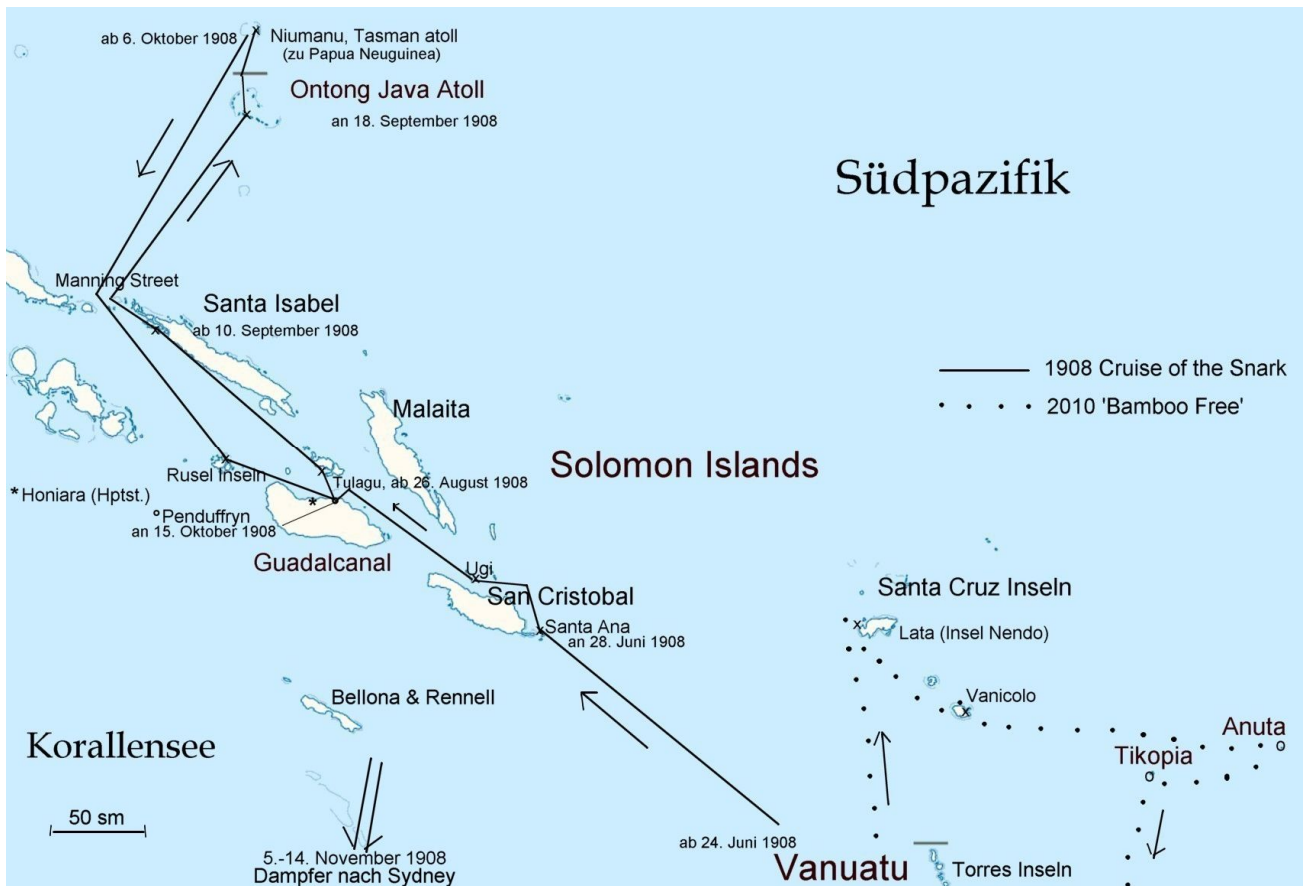 ab 6. Oktober 1908
Niumanu, Tasman atoll
(zu Papua Neuguinea)
Ontong Java Atoll
an 18. September 1908
Südpazifik
Manning Street
Santa Isabel
ab 10. September 1908
1908 Cruise of the Snark
2010 'Bamboo Free'
Malaita
Solomon Islands
Rusel Inseln
Tulagu, ab 26. August 1908
*Honiara (Hptst.)
*
°Penduffryn
an 15. Oktober 1908
Guadalcanal
Ugi
San Cristobal
Santa Ana
an 28. Juni 1908
Santa Cruz Inseln
Lata (Insel Nendo)
Bellona & Rennell
Vanicolo
Anuta
Tikopia
Korallensee
50 sm
ab 24. Juni 1908
5.-14. November 1908
Dampfer nach Sydney
Vanuatu
Torres Inseln